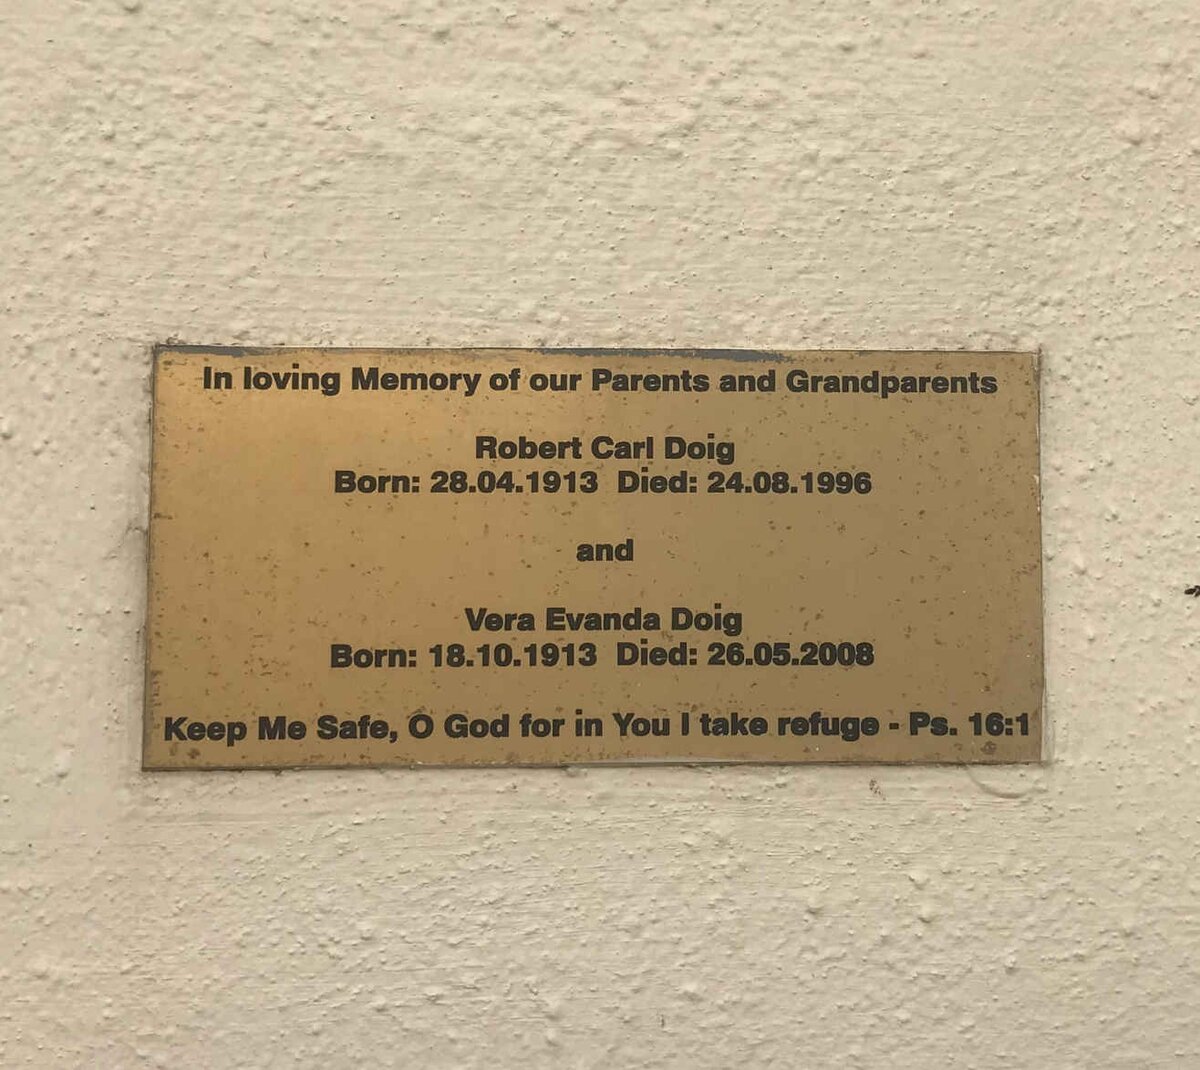 In loving Memory of our Parents and Grandparents
Robert Carl Doig
Born: 28.04.1913 Died: 24.08.1996
and
Vera Evanda Doig
Born: 18.10.1913 Died: 26.05.2008
Keep Me Safe, O God for in You I take refuge - Ps. 16:1